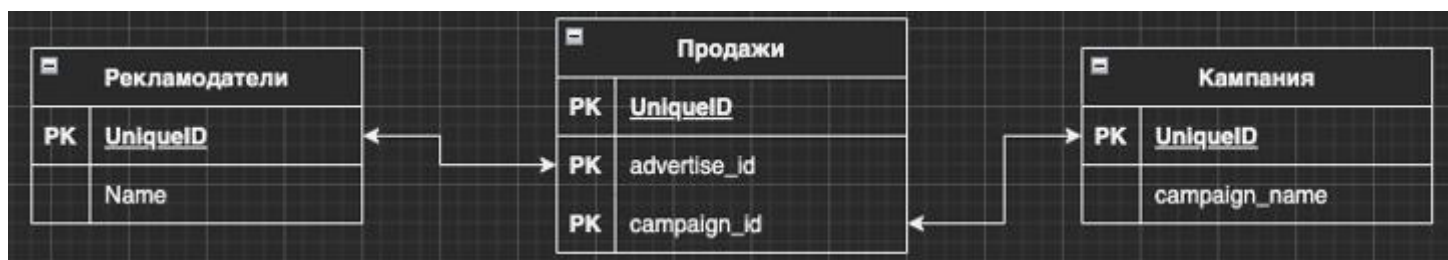 Рекламодатели
PK UniqueID
Name
Продажи
PK UniqueID
PK advertise_id
PK campaign_id
Кампания
PK UniqueID
campaign_name